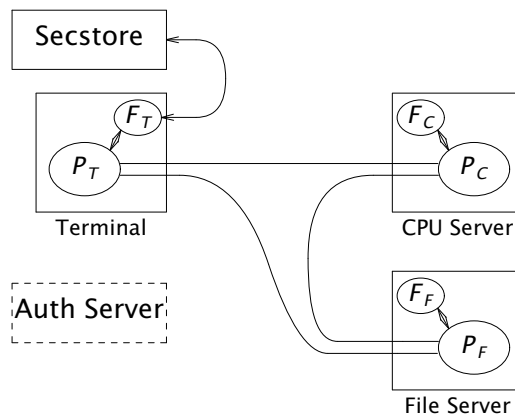 Secstore
F_T
P_T
Terminal
F_C
P_C
CPU Server
Auth Server
F_F
P_F
File Server